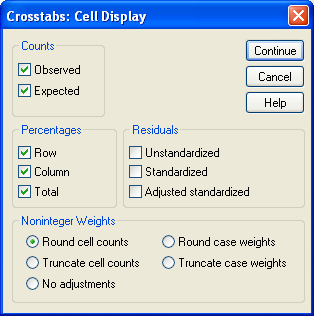 Crosstabs: Cell Display
Counts
Observed
Expected
Continue
Cancel
Help
Percentages
Row
Column
Total
Residuals
Unstandardized
Standardized
Adjusted standardized
Noninteger Weights
Round cell counts
Round case weights
Truncate cell counts
Truncate case weights
No adjustments